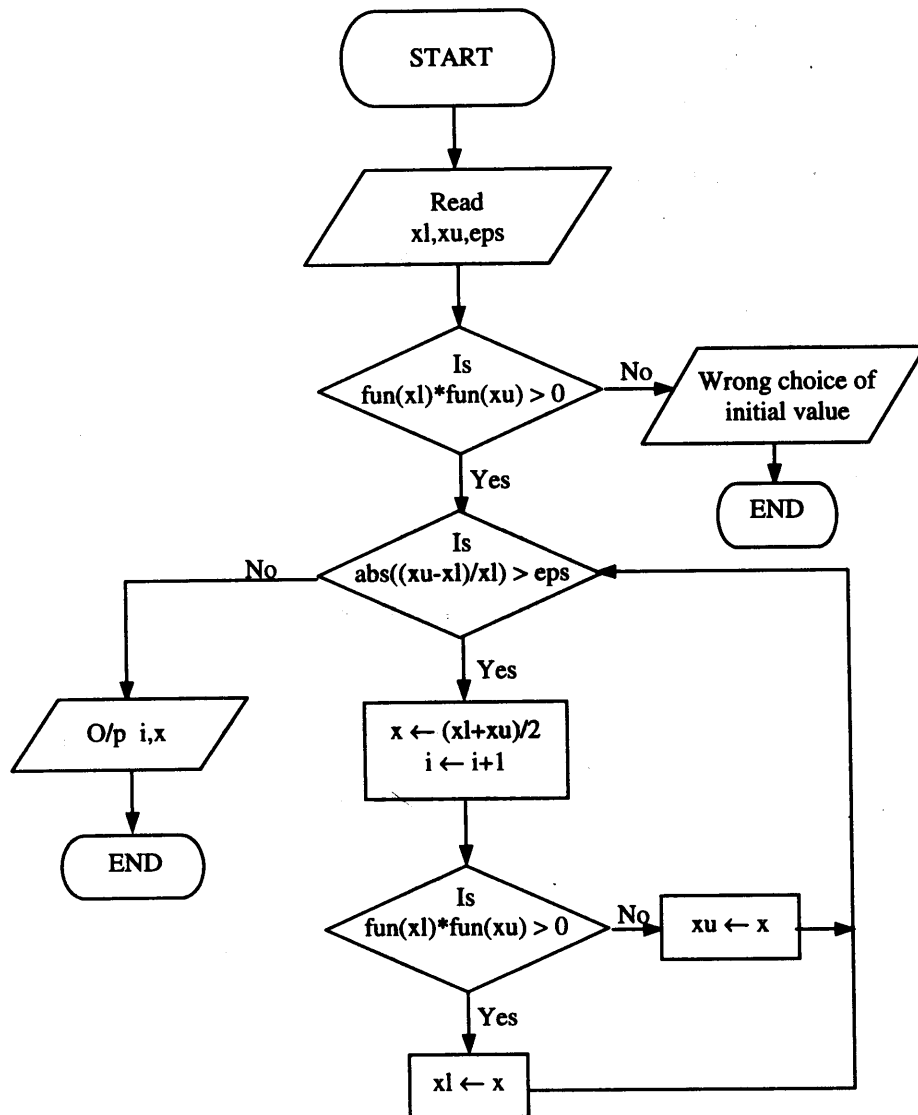 START
Read
xl,xu,eps
Is
fun(xl)*fun(xu) > 0
No
Wrong choice of
initial value
Yes
END
Is
abs((xu-xl)/xl) > eps
No
Yes
O/p i,x
x ← (xl+xu)/2
i ← i+1
END
Is
fun(xl)*fun(xu) > 0
No
xu ← x
Yes
xl ← x